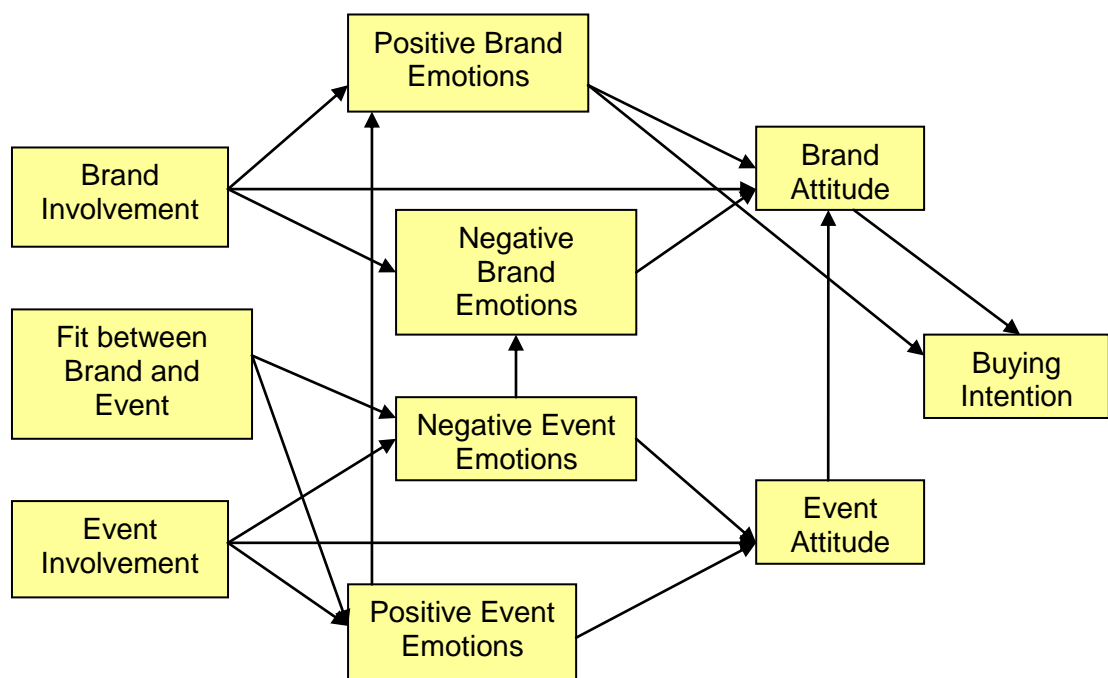 Positive Brand
Emotions
Brand
Involvement
Brand
Attitude
Negative
Brand
Emotions
Fit between
Brand and
Event
Buying
Intention
Negative Event
Emotions
Event
Involvement
Event
Attitude
Positive Event
Emotions